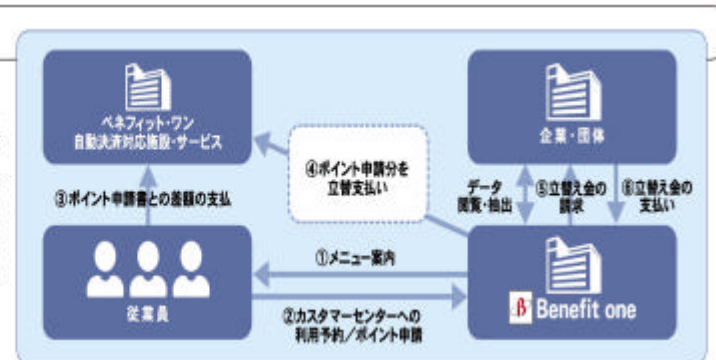 ベネフィット・ワン
自動決済対応施設・サービス
企業・団体
④ポイント申請分を
立替支払い
③ポイント申請書との差額の支払
データ
閲覧・抽出
⑤立替え金の
請求
⑥立替え金の
支払い
①メニュー案内
従業員
②カスタマーセンターへの
利用予約/ポイント申請
β Benefit one